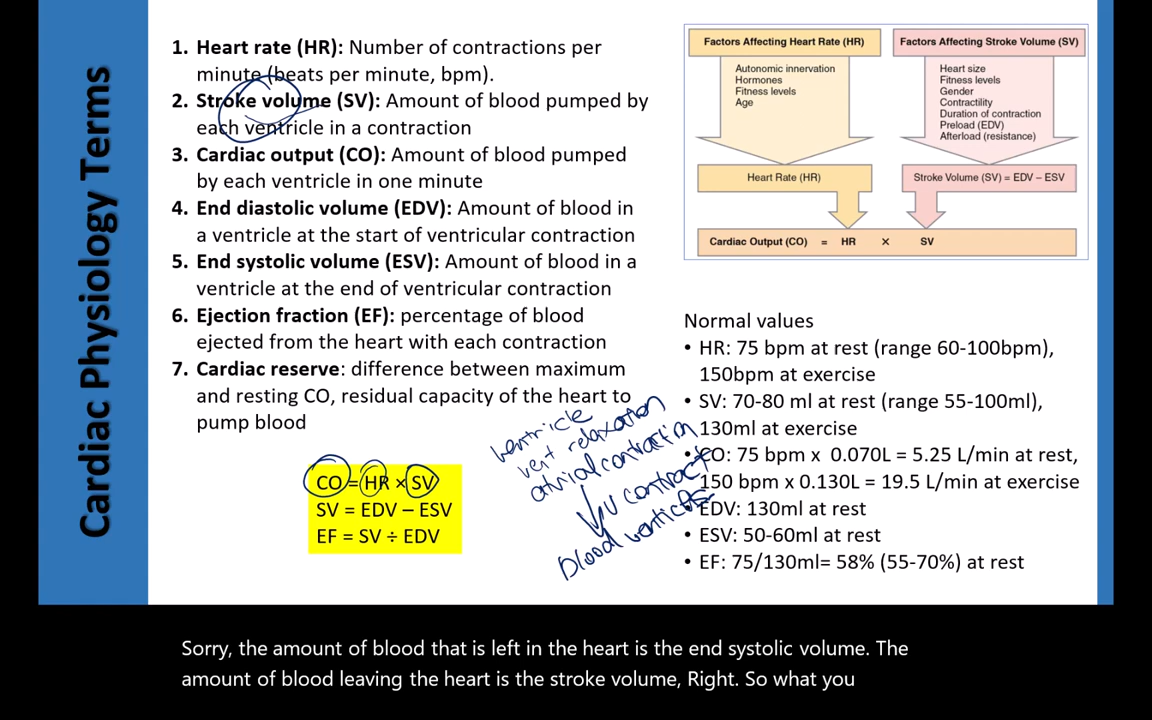 Cardiac Physiology Terms
1. Heart rate (HR): Number of contractions per
minute (beats per minute, bpm).
2. Stroke volume (SV): Amount of blood pumped by
each ventricle in a contraction
3. Cardiac output (CO): Amount of blood pumped
by each ventricle in one minute
4. End diastolic volume (EDV): Amount of blood in
a ventricle at the start of ventricular contraction
5. End systolic volume (ESV): Amount of blood in a
ventricle at the end of ventricular contraction
6. Ejection fraction (EF): percentage of blood
ejected from the heart with each contraction
7. Cardiac reserve: difference between maximum
and resting CO, residual capacity of the heart to
pump blood
CO = HR × SV
SV = EDV – ESV
EF = SV ÷ EDV
ventricle
vent relaxation
atrial contraction
V contract
blood ventricles
Factors Affecting Heart Rate (HR)
Autonomic innervation
Hormones
Fitness levels
Age
Heart Rate (HR)
Factors Affecting Stroke Volume (SV)
Heart size
Fitness levels
Gender
Contractility
Duration of contraction
Preload (EDV)
Afterload (resistance)
Stroke Volume (SV) = EDV – ESV
Cardiac Output (CO) = HR × SV
Normal values
• HR: 75 bpm at rest (range 60-100bpm),
150bpm at exercise
• SV: 70-80 ml at rest (range 55-100ml),
130ml at exercise
• CO: 75 bpm x 0.070L = 5.25 L/min at rest,
150 bpm x 0.130L = 19.5 L/min at exercise
• EDV: 130ml at rest
• ESV: 50-60ml at rest
• EF: 75/130ml= 58% (55-70%) at rest
Sorry, the amount of blood that is left in the heart is the end systolic volume. The
amount of blood leaving the heart is the stroke volume, Right. So what you